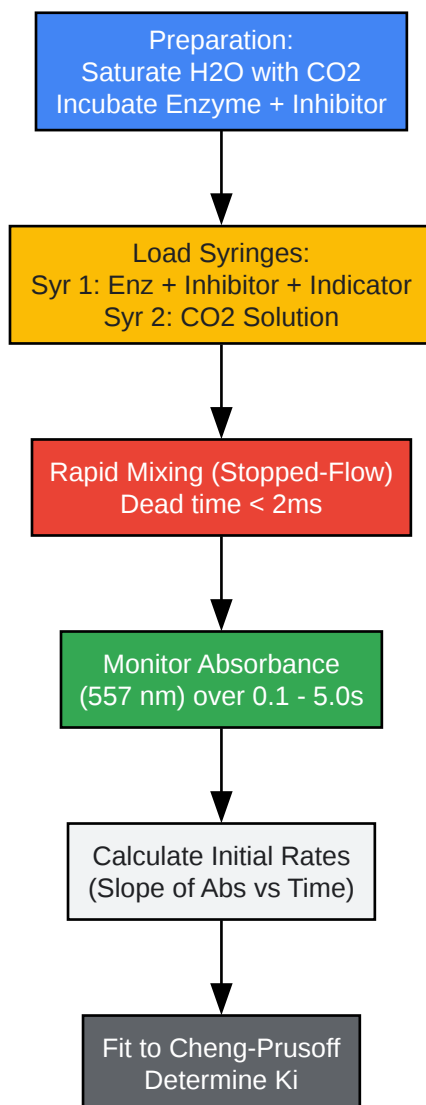 Preparation:
Saturate H2O with CO2
Incubate Enzyme + Inhibitor
Load Syringes:
Syr 1: Enz + Inhibitor + Indicator
Syr 2: CO2 Solution
Rapid Mixing (Stopped-Flow)
Dead time < 2ms
Monitor Absorbance
(557 nm) over 0.1 - 5.0s
Calculate Initial Rates
(Slope of Abs vs Time)
Fit to Cheng-Prusoff
Determine Ki